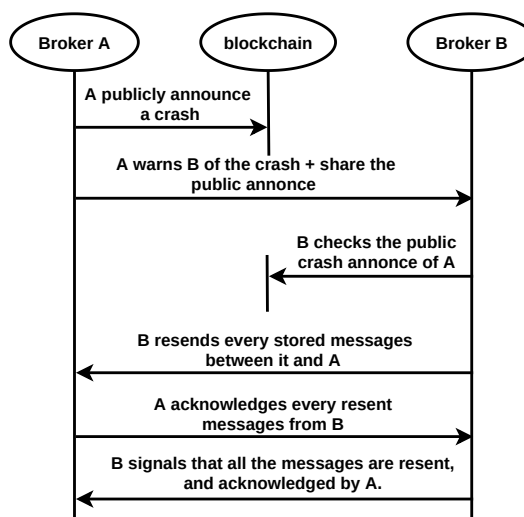 Broker A
blockchain
Broker B
A publicly announce
a crash
A warns B of the crash + share the
public annonce
B checks the public
crash annonce of A
B resends every stored messages
between it and A
A acknowledges every resent
messages from B
B signals that all the messages are resent,
and acknowledged by A.